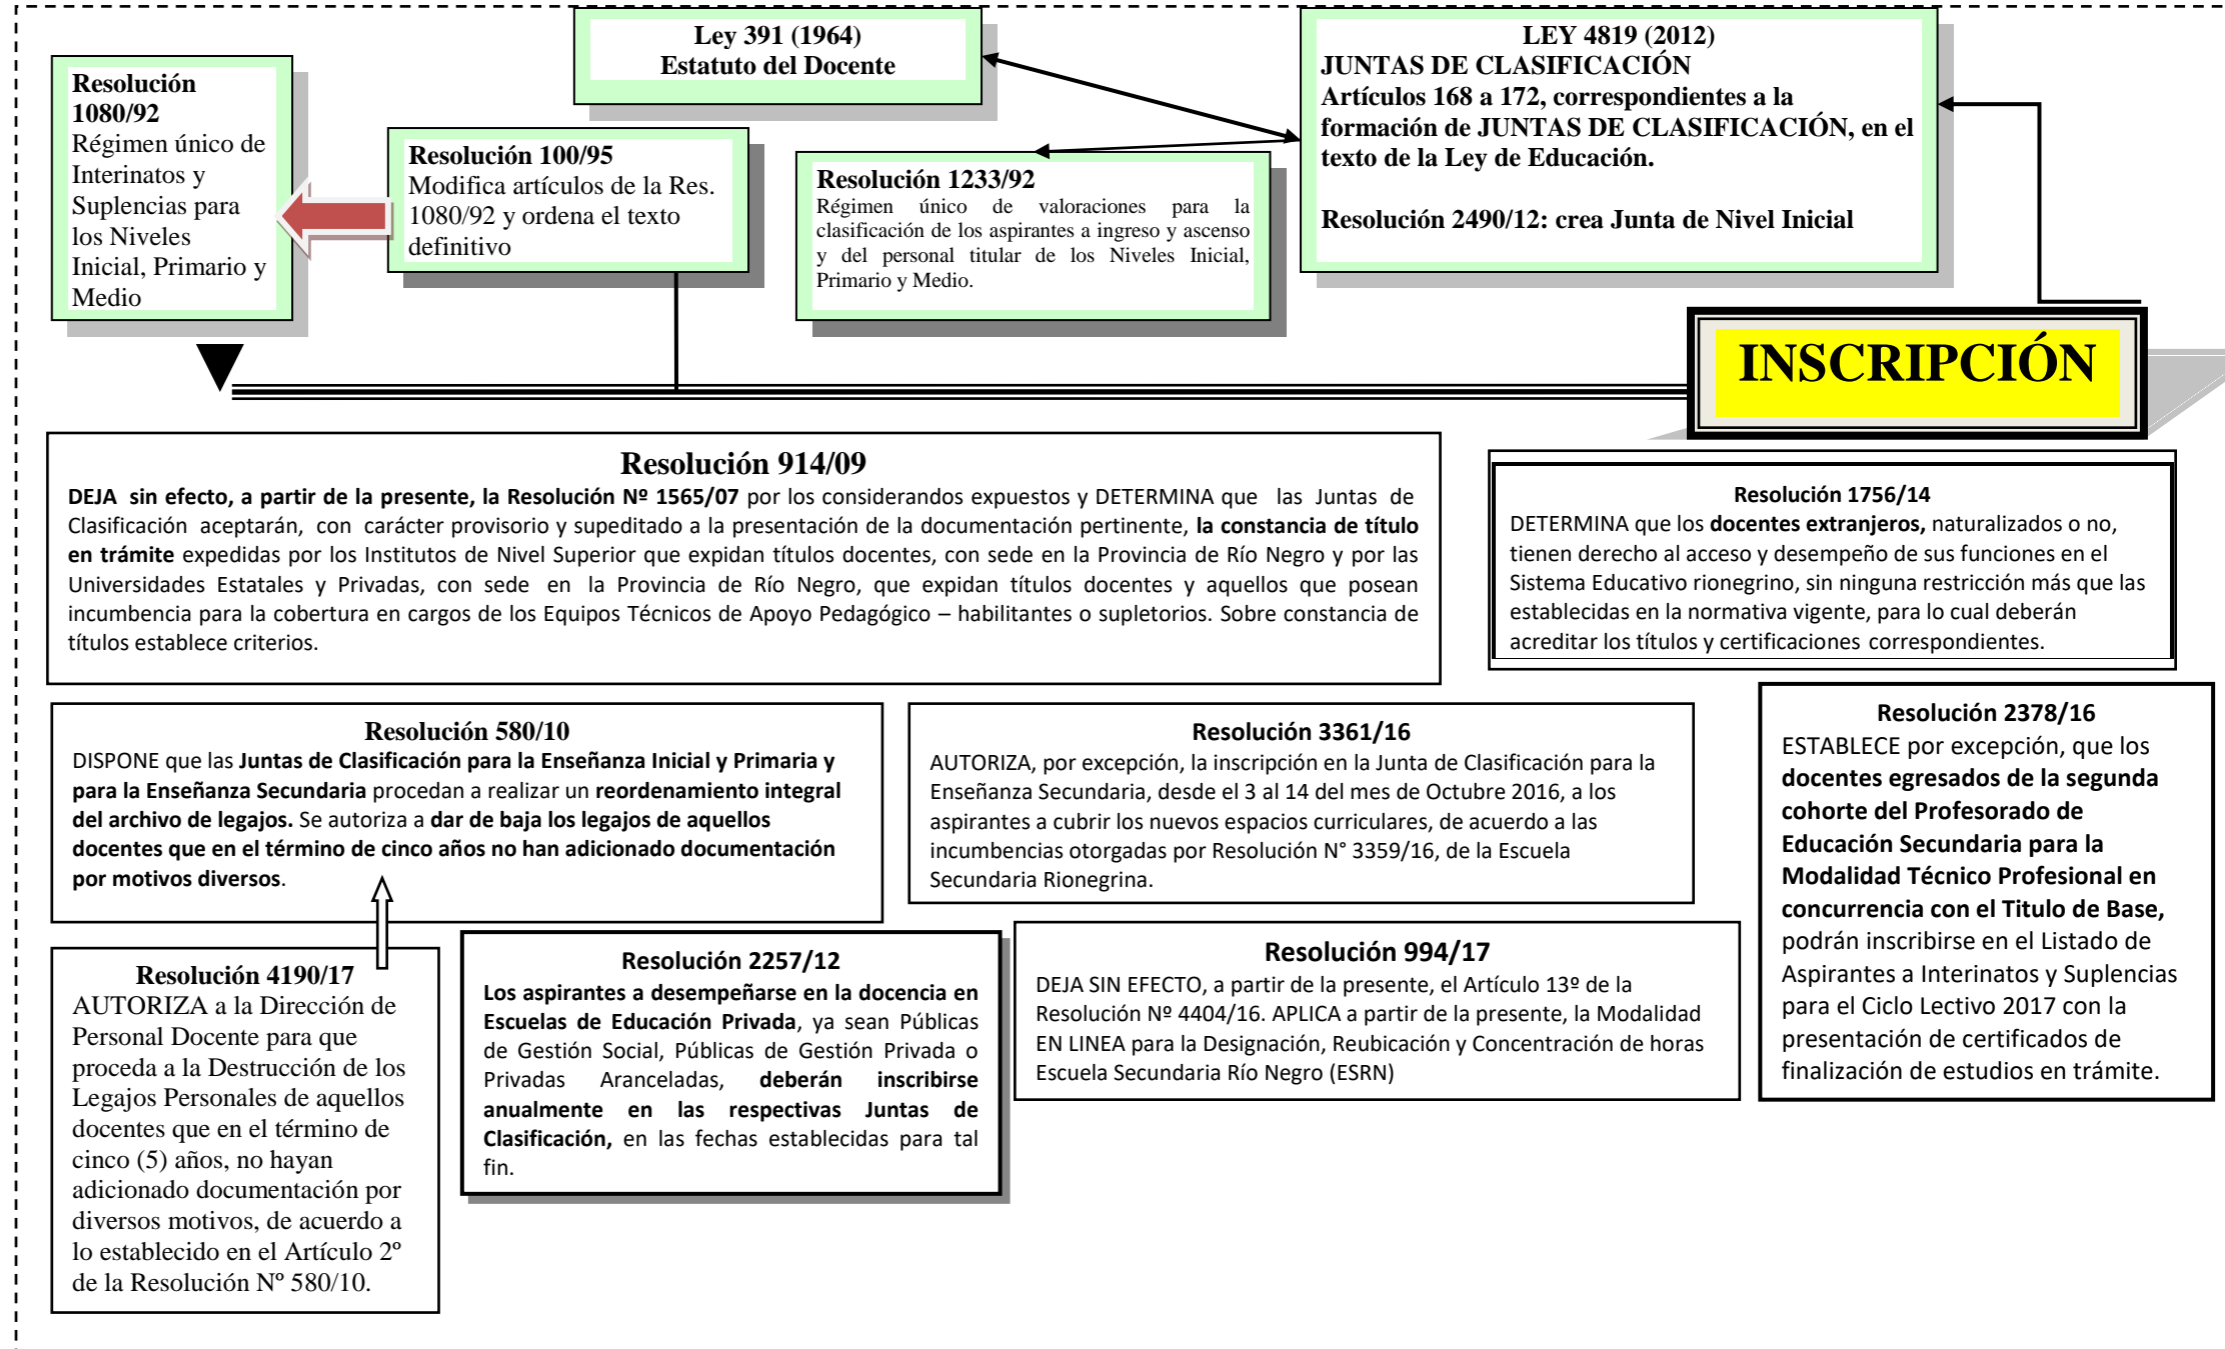 Ley 391 (1964)
Estatuto del Docente
LEY 4819 (2012)
JUNTAS DE CLASIFICACIÓN
Artículos 168 a 172, correspondientes a la
formación de JUNTAS DE CLASIFICACIÓN, en el
texto de la Ley de Educación.
Resolución 2490/12: crea Junta de Nivel Inicial
Resolución
1080/92
Régimen único de
Interinatos y
Suplencias para
los Niveles
Inicial, Primario y
Medio
Resolución 100/95
Modifica artículos de la Res.
1080/92 y ordena el texto
definitivo
Resolución 1233/92
Régimen único de valoraciones para la
clasificación de los aspirantes a ingreso y ascenso
y del personal titular de los Niveles Inicial,
Primario y Medio.
INSCRIPCIÓN
Resolución 914/09
DEJA sin efecto, a partir de la presente, la Resolución Nº 1565/07 por los considerandos expuestos y DETERMINA que las Juntas de
Clasificación aceptarán, con carácter provisorio y supeditado a la presentación de la documentación pertinente, la constancia de título
en trámite expedidas por los Institutos de Nivel Superior que expidan títulos docentes, con sede en la Provincia de Río Negro y por las
Universidades Estatales y Privadas, con sede en la Provincia de Río Negro, que expidan títulos docentes y aquellos que posean
incumbencia para la cobertura en cargos de los Equipos Técnicos de Apoyo Pedagógico – habilitantes o supletorios. Sobre constancia de
títulos establece criterios.
Resolución 1756/14
DETERMINA que los docentes extranjeros, naturalizados o no,
tienen derecho al acceso y desempeño de sus funciones en el
Sistema Educativo rionegrino, sin ninguna restricción más que las
establecidas en la normativa vigente, para lo cual deberán
acreditar los títulos y certificaciones correspondientes.
Resolución 580/10
DISPONE que las Juntas de Clasificación para la Enseñanza Inicial y Primaria y
para la Enseñanza Secundaria procedan a realizar un reordenamiento integral
del archivo de legajos. Se autoriza a dar de baja los legajos de aquellos
docentes que en el término de cinco años no han adicionado documentación
por motivos diversos.
Resolución 3361/16
AUTORIZA, por excepción, la inscripción en la Junta de Clasificación para la
Enseñanza Secundaria, desde el 3 al 14 del mes de Octubre 2016, a los
aspirantes a cubrir los nuevos espacios curriculares, de acuerdo a las
incumbencias otorgadas por Resolución N° 3359/16, de la Escuela
Secundaria Rionegrina.
Resolución 2378/16
ESTABLECE por excepción, que los
docentes egresados de la segunda
cohorte del Profesorado de
Educación Secundaria para la
Modalidad Técnico Profesional en
concurrencia con el Titulo de Base,
podrán inscribirse en el Listado de
Aspirantes a Interinatos y Suplencias
para el Ciclo Lectivo 2017 con la
presentación de certificados de
finalización de estudios en trámite.
Resolución 4190/17
AUTORIZA a la Dirección de
Personal Docente para que
proceda a la Destrucción de los
Legajos Personales de aquellos
docentes que en el término de
cinco (5) años, no hayan
adicionado documentación por
diversos motivos, de acuerdo a
lo establecido en el Artículo 2º
de la Resolución Nº 580/10.
Resolución 2257/12
Los aspirantes a desempeñarse en la docencia en
Escuelas de Educación Privada, ya sean Públicas
de Gestión Social, Públicas de Gestión Privada o
Privadas Aranceladas, deberán inscribirse
anualmente en las respectivas Juntas de
Clasificación, en las fechas establecidas para tal
fin.
Resolución 994/17
DEJA SIN EFECTO, a partir de la presente, el Artículo 13º de la
Resolución Nº 4404/16. APLICA a partir de la presente, la Modalidad
EN LINEA para la Designación, Reubicación y Concentración de horas
Escuela Secundaria Río Negro (ESRN)